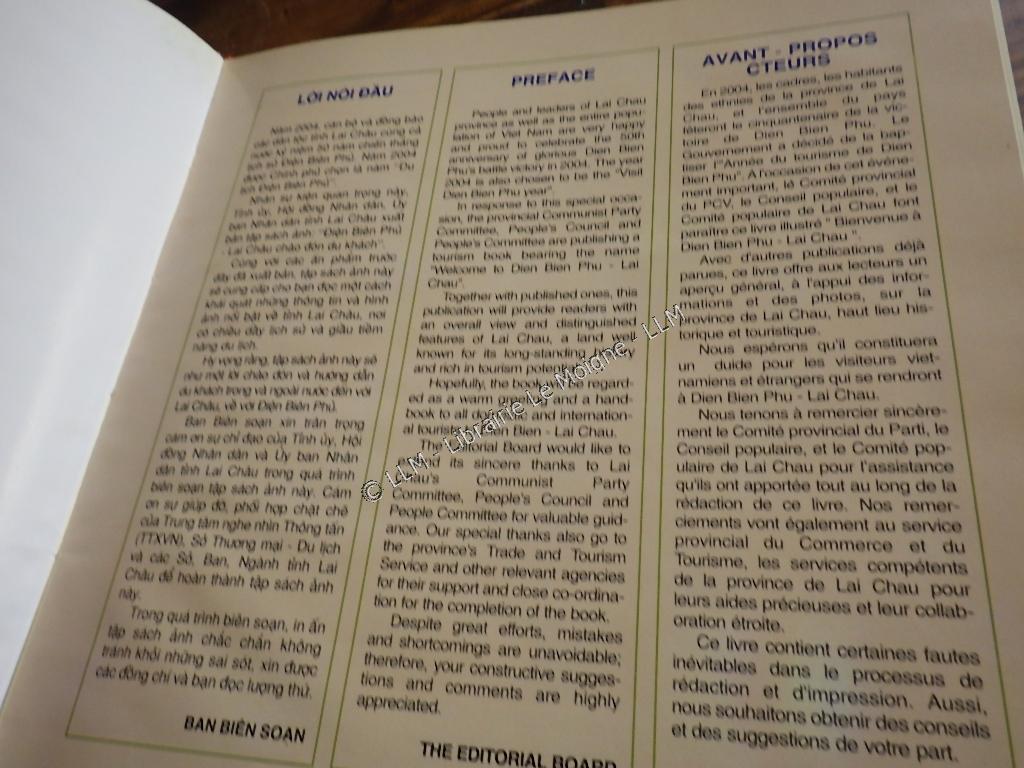 LỜI NÓI ĐẦU
Năm 2004, cán bộ và đồng bào
các dân tộc tỉnh Lai Châu cùng cả
nước kỷ niệm 50 năm chiến thắng
lịch sử Điện Biên Phủ. Năm 2004
được Chính phủ chọn là năm "Du
lịch Điện Biên Phủ".
Nhân sự kiện quan trọng này,
Tỉnh ủy, Hội đồng Nhân dân, Ủy
ban Nhân dân tỉnh Lai Châu xuất
bản tập sách ảnh: "Điện Biên Phủ
- Lai Châu chào đón du khách".
Cùng với các ấn phẩm trước
đây đã xuất bản, tập sách ảnh này
sẽ cung cấp cho bạn đọc một cách
khái quát những thông tin và hình
ảnh nổi bật về tỉnh Lai Châu, nơi
có chiều dầy lịch sử và giầu tiềm
năng du lịch.
Hy vọng rằng, tập sách ảnh này sẽ
như một lời chào đón và hướng dẫn
du khách trong và ngoài nước đến với
Lai Châu, về với Điện Biên Phủ.
Ban Biên soạn xin trân trọng
cảm ơn sự chỉ đạo của Tỉnh ủy, Hội
đồng Nhân dân và Ủy ban Nhân
dân tỉnh Lai Châu trong quá trình
biên soạn tập sách ảnh này. Cảm
ơn sự giúp đỡ, phối hợp chặt chẽ
của Trung tâm nghe nhìn Thông tấn
(TTXVN), Sở Thương mại - Du lịch
và các Sở, Ban, Ngành tỉnh Lai
Châu để hoàn thành tập sách ảnh
này.
Trong quá trình biên soạn, in ấn
tập sách ảnh chắc chắn không
tránh khỏi những sai sót, xin được
các đồng chí và bạn đọc lượng thứ.
BAN BIÊN SOẠN
PREFACE
People and leaders of Lai Chau
province as well as the entire popu-
lation of Viet Nam are very happy
and proud to celebrate the 50th
anniversary of glorious Dien Bien
Phu's battle victory in 2004. The year
2004 is also chosen to be the "Visit
Dien Bien Phu year".
In response to this special occa-
sion, the provincial Communist Party
Committee, People's Council and
People's Committee are publishing a
tourism book bearing the name
"Welcome to Dien Bien Phu - Lai
Chau".
Together with published ones, this
publication will provide readers with
an overall view and distinguished
features of Lai Chau, a land well
known for its long-standing
and rich in tourism
Hopefully, the book be regard-
ed as a warm and a hand-
book to all and internation-
al Bien - Lai Chau.
The Board would like to
its sincere thanks to Lai
Communist Party
Committee, People's Council and
People Committee for valuable guid-
ance. Our special thanks also go to
the province's Trade and Tourism
Service and other relevant agencies
for their support and close co-ordina-
tion for the completion of the book.
Despite great efforts, mistakes
and shortcomings are unavoidable;
therefore, your constructive sugges-
tions and comments are highly
appreciated.
THE EDITORIAL BOARD
AVANT - PROPOS
CTEURS
En 2004, les cadres, les habitants
des ethnies de la province de Lai
Chau, et l'ensemble du pays
fêteront le cinquantenaire de la vic-
toire de Dien Bien Phu. Le
Gouvernement a décidé de la bap-
tiser l'"Année du tourisme de Dien
Bien Phu". A l'occasion de cet événe-
ment important, le Comité provincial
du PCV, le Conseil populaire, et le
Comité populaire de Lai Chau font
paraître ce livre illustré " Bienvenue à
Dien Bien Phu - Lai Chau ".
Avec d'autres publications déjà
parues, ce livre offre aux lecteurs un
aperçu général, à l'appui des infor-
mations et des photos, sur la
province de Lai Chau, haut lieu his-
torique et touristique.
Nous espérons qu'il constituera
un duide pour les visiteurs viet-
namiens et étrangers qui se rendront
à Dien Bien Phu - Lai Chau.
Nous tenons à remercier sincère-
ment le Comité provincial du Parti, le
Conseil populaire, et le Comité pop-
ulaire de Lai Chau pour l'assistance
qu'ils ont apportée tout au long de la
rédaction de ce livre. Nos remer-
ciements vont également au service
provincial du Commerce et du
Tourisme, les services compétents
de la province de Lai Chau pour
leurs aides précieuses et leur collab-
oration étroite.
Ce livre contient certaines fautes
inévitables dans le processus de
rédaction et d'impression. Aussi,
nous souhaitons obtenir des conseils
et des suggestions de votre part.
© LLM - Librairie Le Moigne - LLM